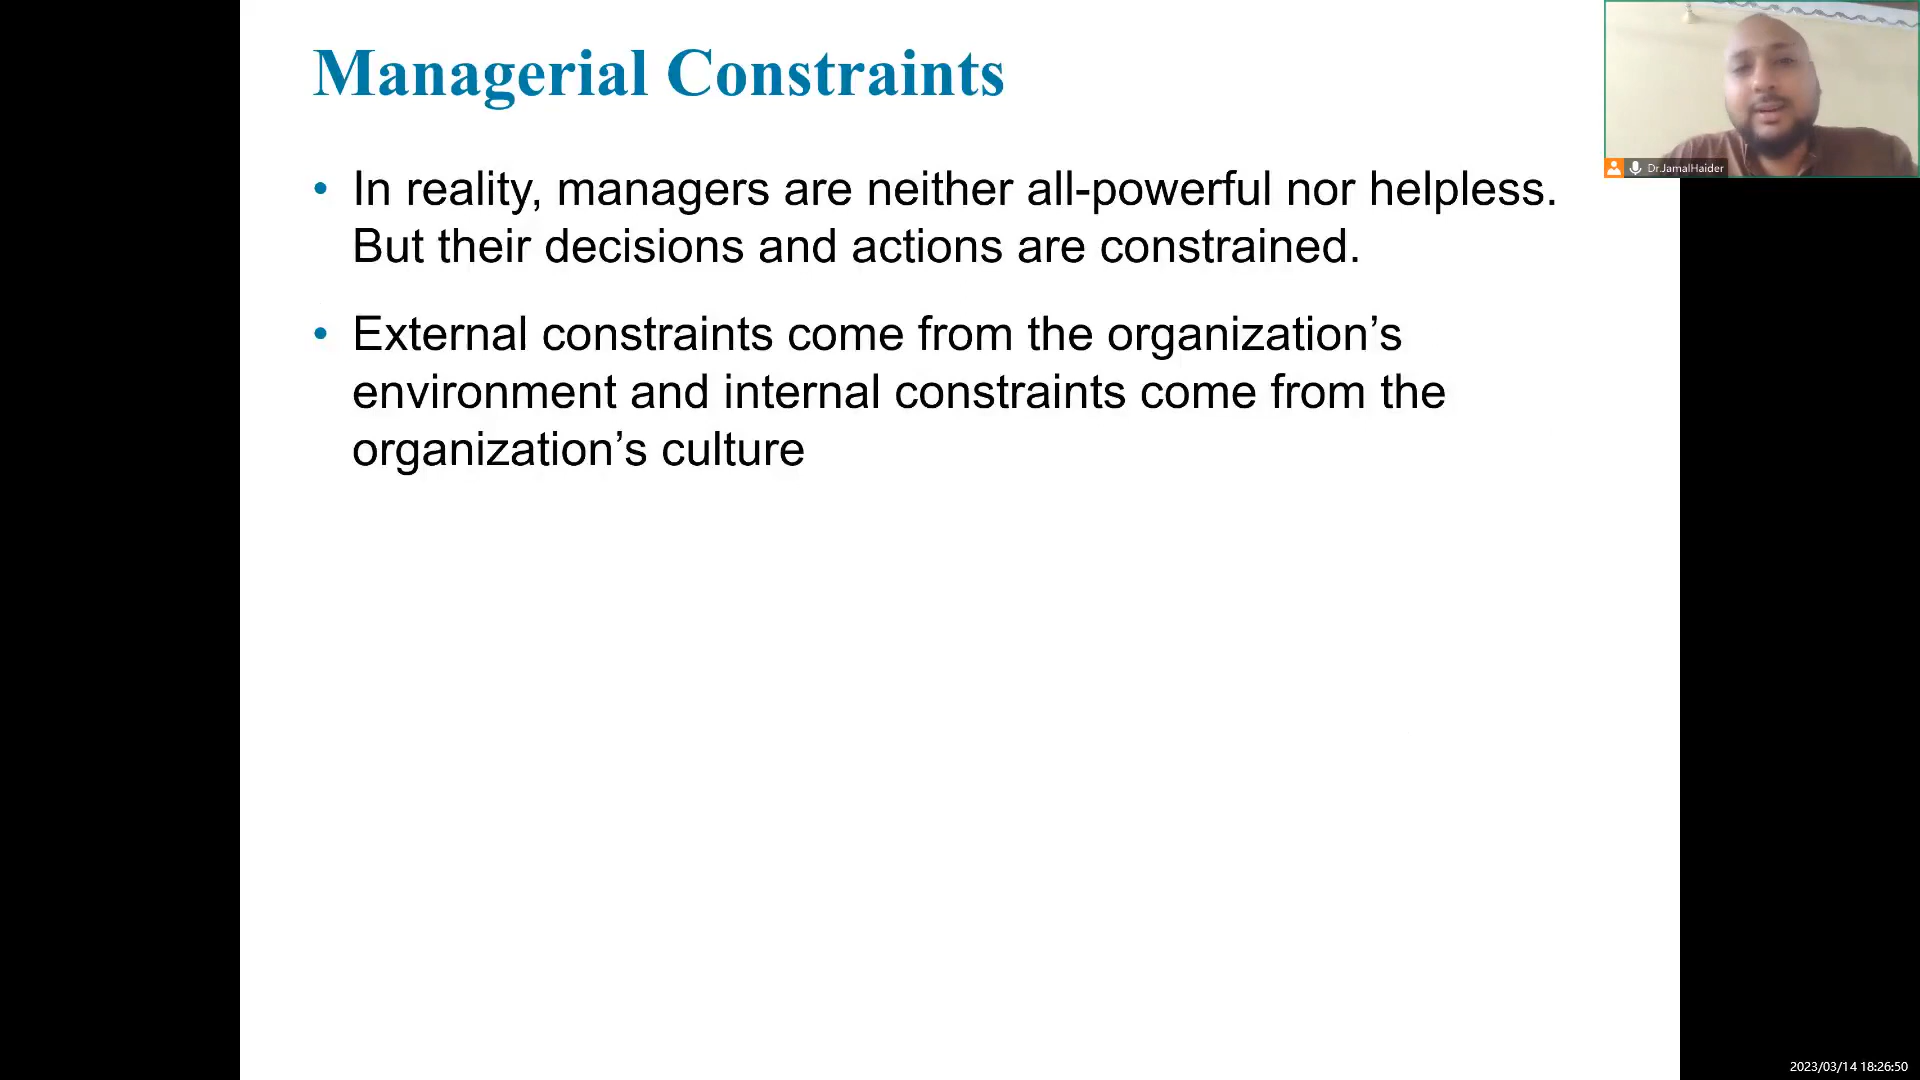 Managerial Constraints
• In reality, managers are neither all-powerful nor helpless.
But their decisions and actions are constrained.
• External constraints come from the organization’s
environment and internal constraints come from the
organization’s culture
Dr.JamalHaider
2023/03/14 18:26:50